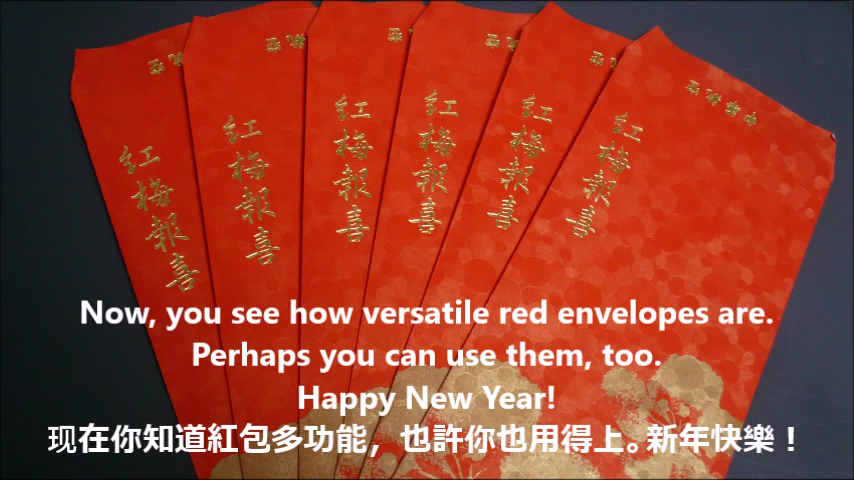 紅梅報喜
紅梅報喜
紅梅報喜
紅梅報喜
紅梅報喜
紅梅報喜
Now, you see how versatile red envelopes are.
Perhaps you can use them, too.
Happy New Year!
现在你知道紅包多功能，也許你也用得上。新年快樂！